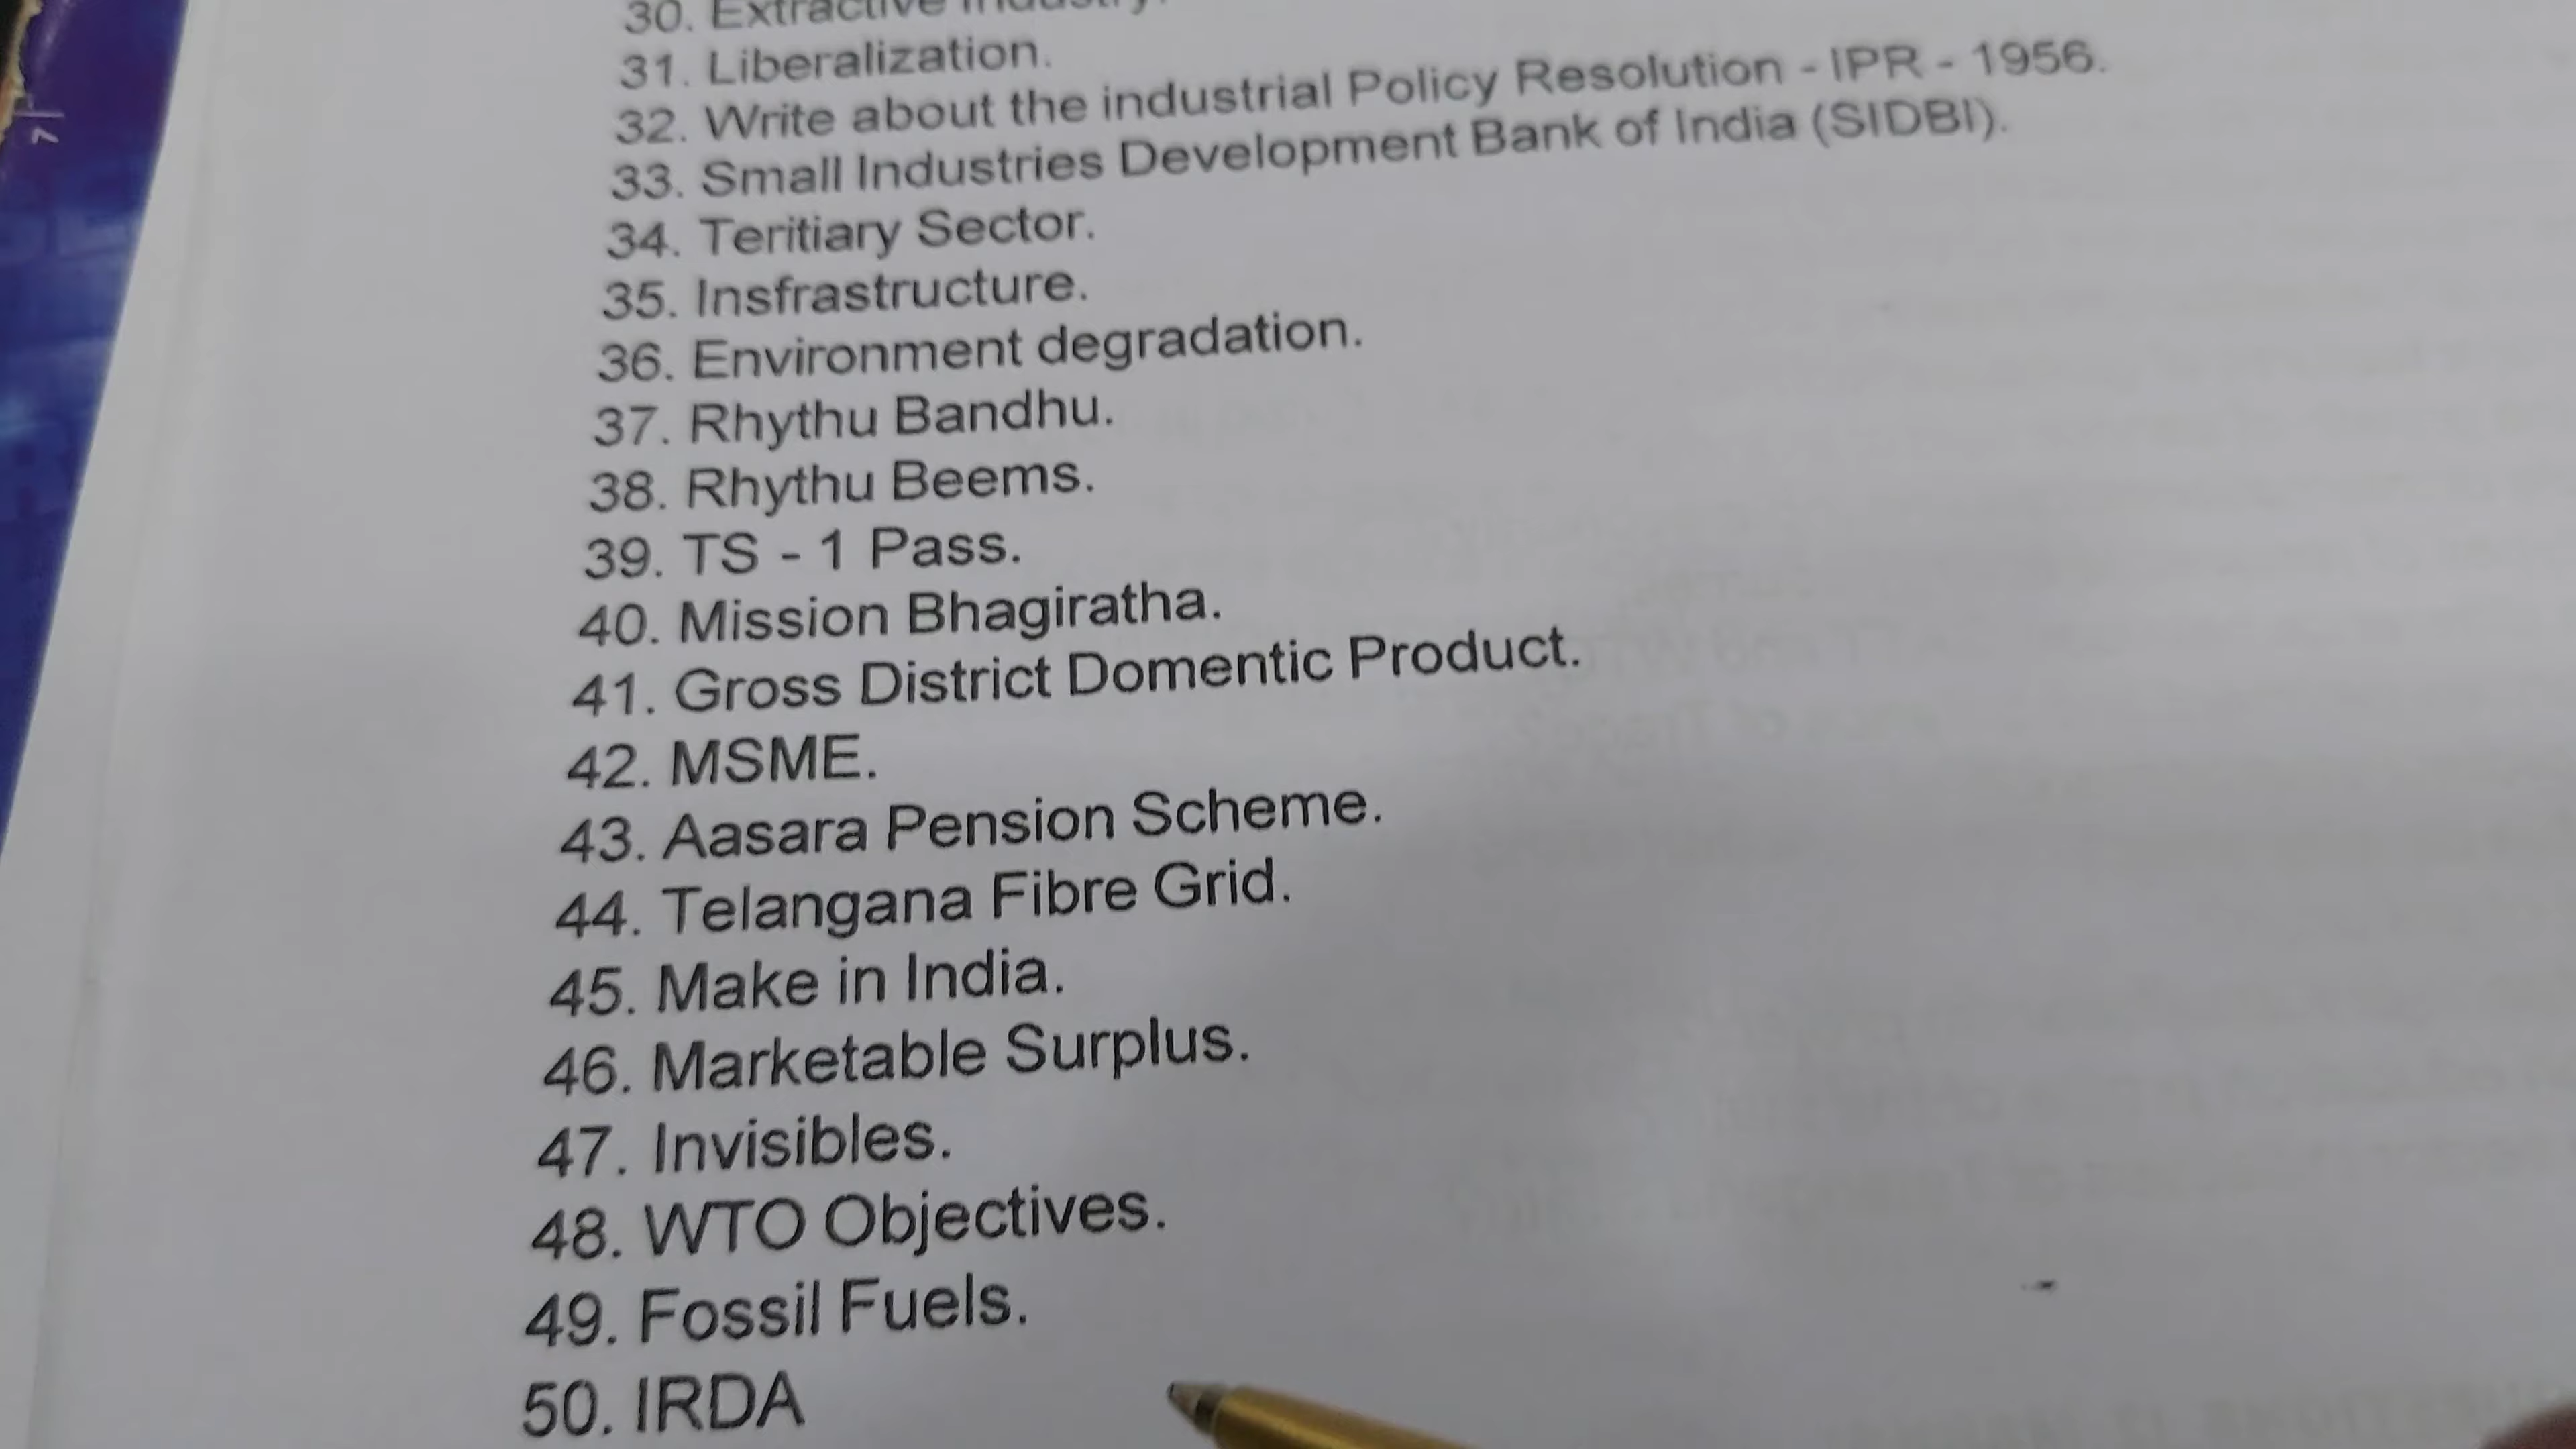 30. Extractive Industry.
31. Liberalization.
32. Write about the industrial Policy Resolution - IPR - 1956.
33. Small Industries Development Bank of India (SIDBI).
34. Teritiary Sector.
35. Insfrastructure.
36. Environment degradation.
37. Rhythu Bandhu.
38. Rhythu Beems.
39. TS - 1 Pass.
40. Mission Bhagiratha.
41. Gross District Domentic Product.
42. MSME.
43. Aasara Pension Scheme.
44. Telangana Fibre Grid.
45. Make in India.
46. Marketable Surplus.
47. Invisibles.
48. WTO Objectives.
49. Fossil Fuels.
50. IRDA